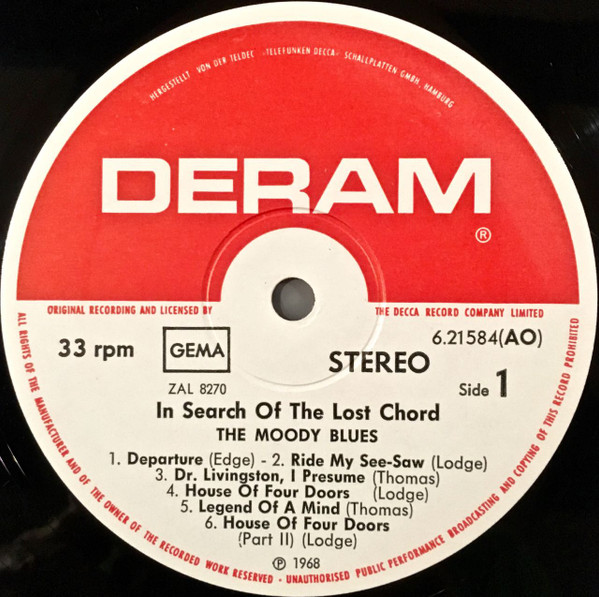 HERGESTELLT VON DER TELDEC »TELEFUNKEN DECCA« SCHALLPLATTEN GMBH, HAMBURG
DERAM
®
ORIGINAL RECORDING AND LICENSED BY THE DECCA RECORD COMPANY LIMITED
33 rpm
GEMA
STEREO
6.21584(AO)
ZAL 8270
Side 1
In Search Of The Lost Chord
THE MOODY BLUES
1. Departure (Edge) - 2. Ride My See-Saw (Lodge)
3. Dr. Livingston, I Presume (Thomas)
4. House Of Four Doors (Lodge)
5. Legend Of A Mind (Thomas)
6. House Of Four Doors
(Part II) (Lodge)
℗ 1968
ALL RIGHTS OF THE MANUFACTURER AND OF THE OWNER OF THE RECORDED WORK RESERVED - UNAUTHORISED PUBLIC PERFORMANCE BROADCASTING AND COPYING OF THIS RECORD PROHIBITED